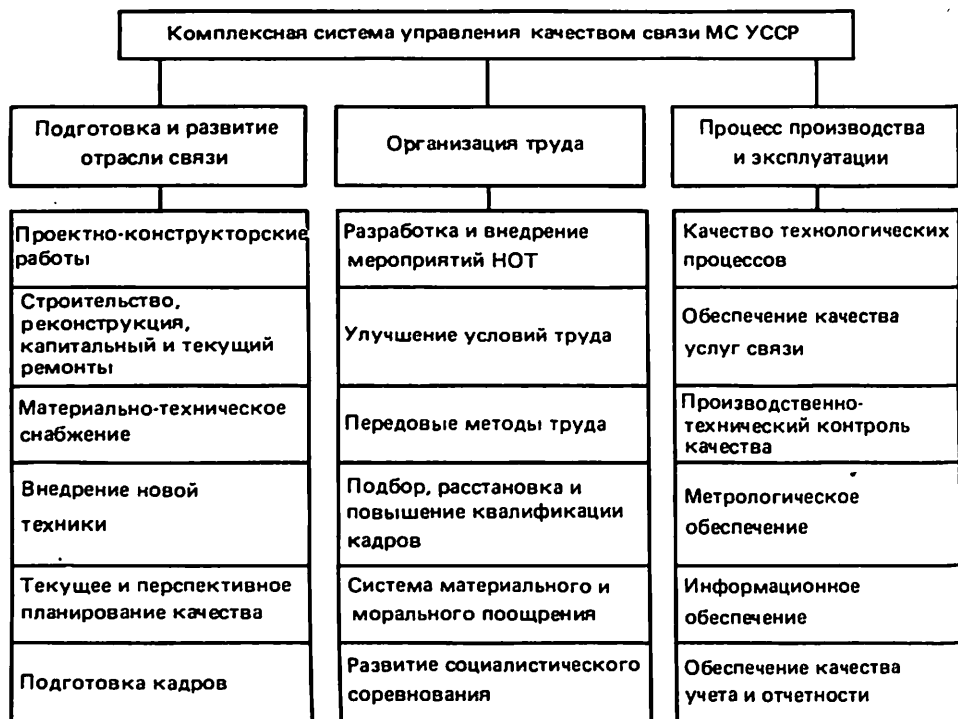 Комплексная система управления качеством связи МС УССР
Подготовка и развитие
отрасли связи
Проектно-конструкторские
работы
Строительство,
реконструкция,
капитальный и текущий
ремонты
Материально-техническое
снабжение
Внедрение новой
техники
Текущее и перспективное
планирование качества
Подготовка кадров
Организация труда
Разработка и внедрение
мероприятий НОТ
Улучшение условий труда
Передовые методы труда
Подбор, расстановка и
повышение квалификации
кадров
Система материального и
морального поощрения
Развитие социалистического
соревнования
Процесс производства
и эксплуатации
Качество технологических
процессов
Обеспечение качества
услуг связи
Производственно-
технический контроль
качества
Метрологическое
обеспечение
Информационное
обеспечение
Обеспечение качества
учета и отчетности